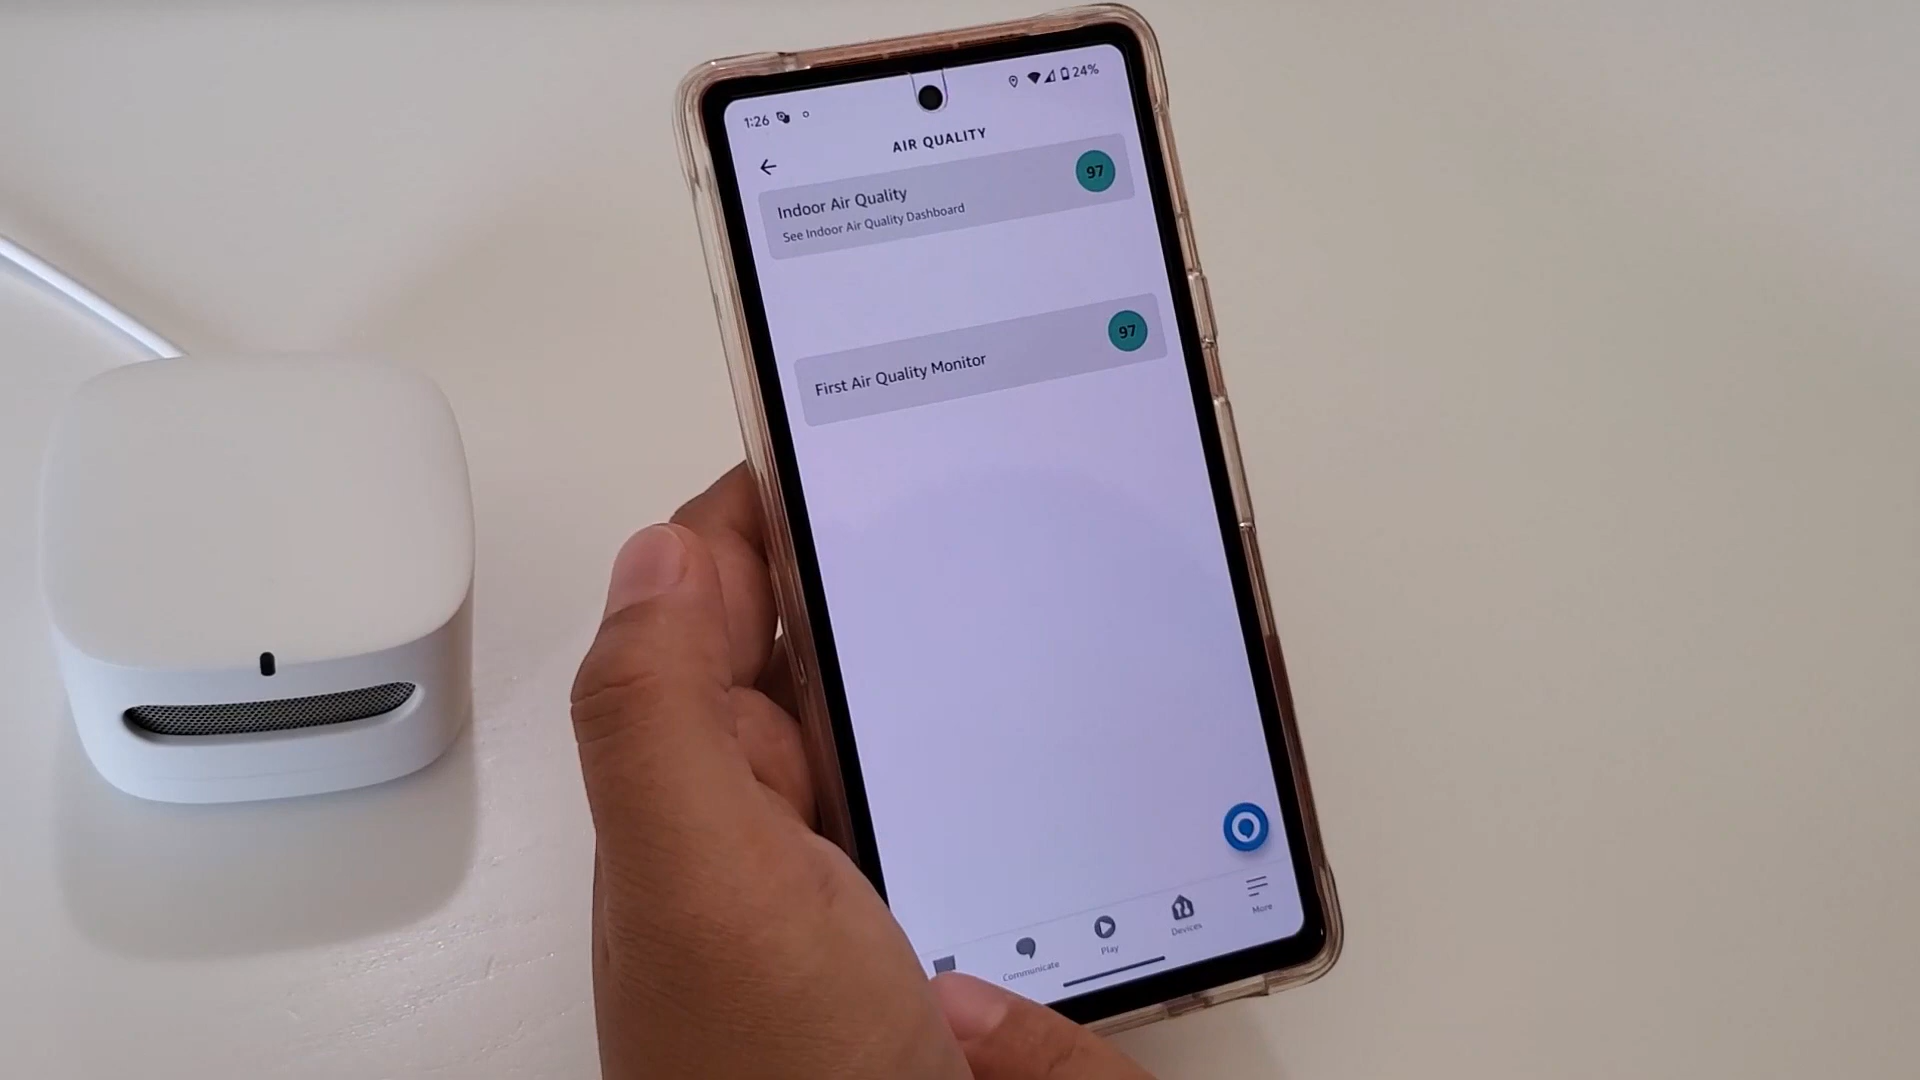 1:26
24%
AIR QUALITY
Indoor Air Quality
97
See Indoor Air Quality Dashboard
First Air Quality Monitor
97
Communicate
Play
Devices
More